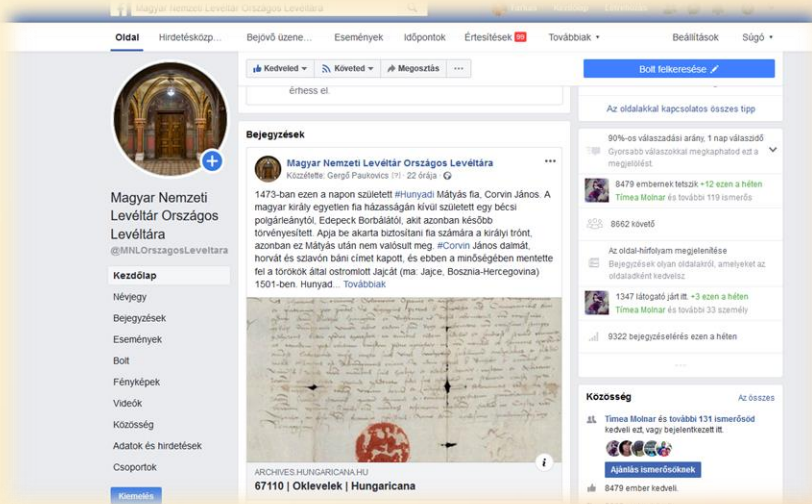 Magyar Nemzeti Levéltár Országos Levéltára
Oldal
Hirdetésközp...
Bejövő üzene...
Események
Időpontok
Értesítések 99
Továbbiak
Beállítások
Súgó
Kedveled
Követed
Megosztás
...
Bolt felkeresése
érhess el.
Az oldalakkal kapcsolatos összes tipp
Magyar Nemzeti
Levéltár Országos
Levéltára
@MNLOrszagosLeveltara
Kezdőlap
Névjegy
Bejegyzések
Események
Bolt
Fényképek
Videók
Közösség
Adatok és hirdetések
Csoportok
Kiemelés
Bejegyzések
Magyar Nemzeti Levéltár Országos Levéltára
Közzétette: Gergő Paukovics [?] · 22 órája ·
1473-ban ezen a napon született #Hunyadi Mátyás fia, Corvin János. A
magyar király egyetlen fia házasságán kívül született egy bécsi
polgárleánytól, Edepeck Borbálától, akit azonban később
törvényesített. Apja be akarta biztosítani fia számára a királyi trónt,
azonban ez Mátyás után nem valósult meg. #Corvin János dalmát,
horvát és szlavón báni címet kapott, és ebben a minőségében mentette
fel a törökök által ostromlott Jajcát (ma: Jajce, Bosznia-Hercegovina)
1501-ben. Hunyad... Továbbiak
ARCHIVES.HUNGARICANA.HU
67110 | Oklevelek | Hungaricana
90%-os válaszadási arány, 1 nap válaszidő
Gyorsabb válaszokkal megkaphatod ezt a
megjelölést.
8479 embernek tetszik +12 ezen a héten
Tímea Molnar és további 119 ismerős
8662 követő
Az oldal-hírfolyam megjelenítése
Bejegyzések olyan oldalakról, amelyeket az
oldaladként kedvelsz
1347 látogató járt itt. +3 ezen a héten
Tímea Molnar és további 33 személy
9322 bejegyzéselérés ezen a héten
Közösség
Az összes
Tímea Molnar és további 131 ismerősöd
kedveli ezt, vagy bejelentkezett itt.
Ajánlás ismerősöknek
8479 ember kedveli.